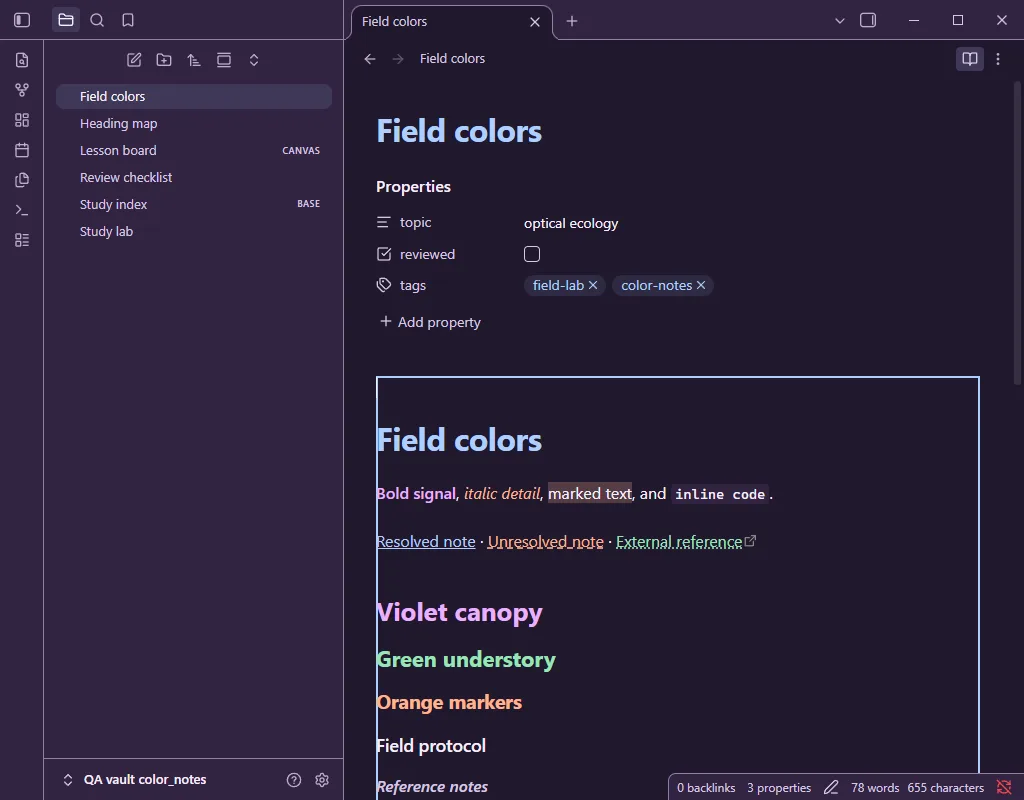 Field colors
Field colors
Field colors
Heading map
Lesson board CANVAS
Review checklist
Study index BASE
Study lab
Field colors
Properties
topic optical ecology
reviewed
tags field-lab color-notes
Add property
Field colors
Bold signal, italic detail, marked text, and inline code.
Resolved note · Unresolved note · External reference
Violet canopy
Green understory
Orange markers
Field protocol
Reference notes
QA vault color_notes
0 backlinks 3 properties 78 words 655 characters